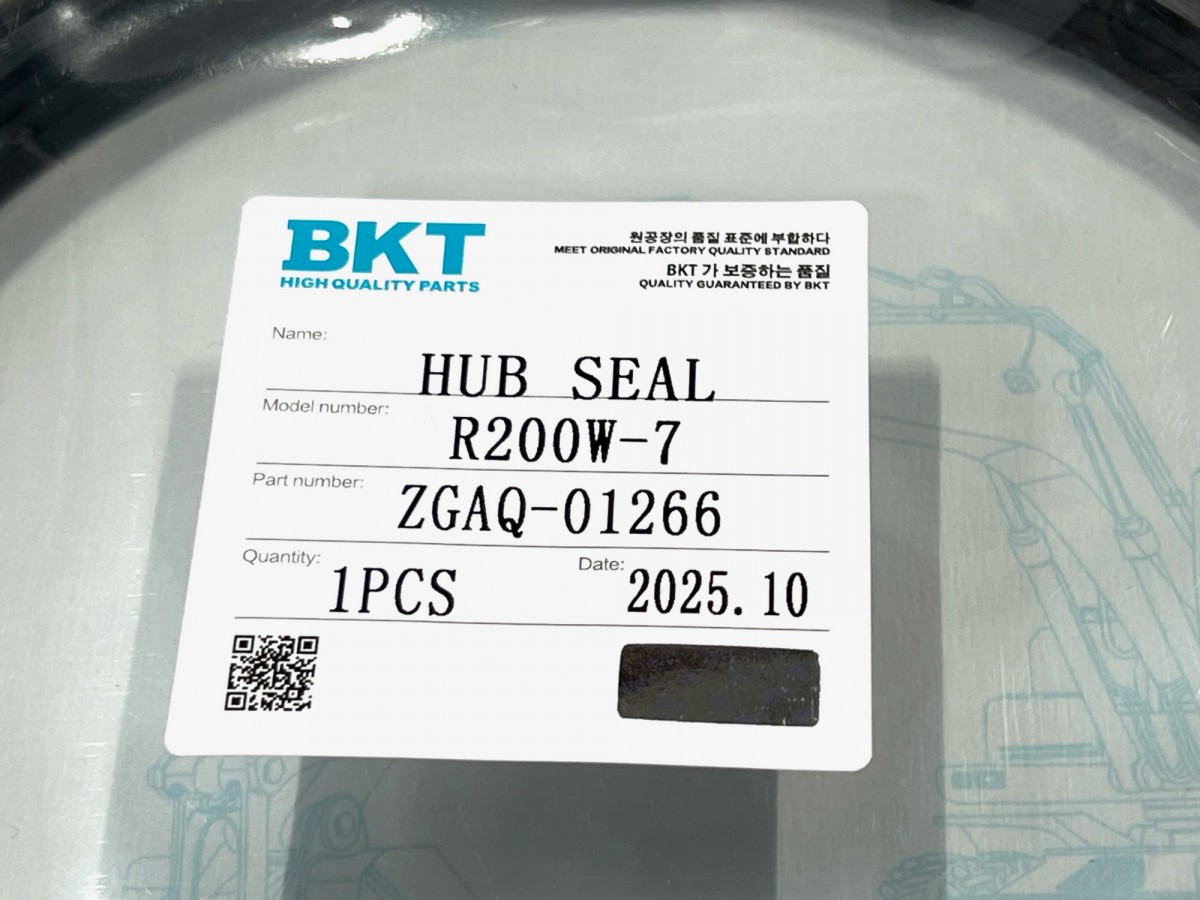 BKT
HIGH QUALITY PARTS
원공장의 품질 표준에 부합하다
MEET ORIGINAL FACTORY QUALITY STANDARD
BKT 가 보증하는 품질
QUALITY GUARANTEED BY BKT
Name:
HUB SEAL
Model number:
R200W-7
Part number:
ZGAQ-01266
Quantity:
1PCS
Date:
2025.10